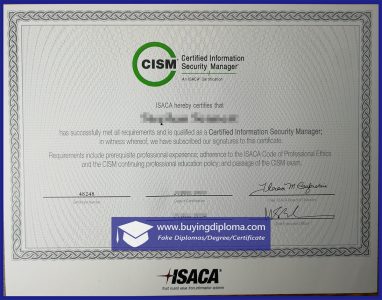 CISM®
Certified Information
Security Manager®
An ISACA® Certification
ISACA hereby certifies that
has successfully met all requirements and is qualified as a Certified Information Security Manager;
in witness whereof, we have subscribed our signatures to this certificate.
Requirements include prerequisite professional experience; adherence to the ISACA Code of Professional Ethics
and the CISM continuing professional education policy; and passage of the CISM exam.
www.buyingdiploma.com
Fake Diplomas/Degree/Certificate
ISACA®